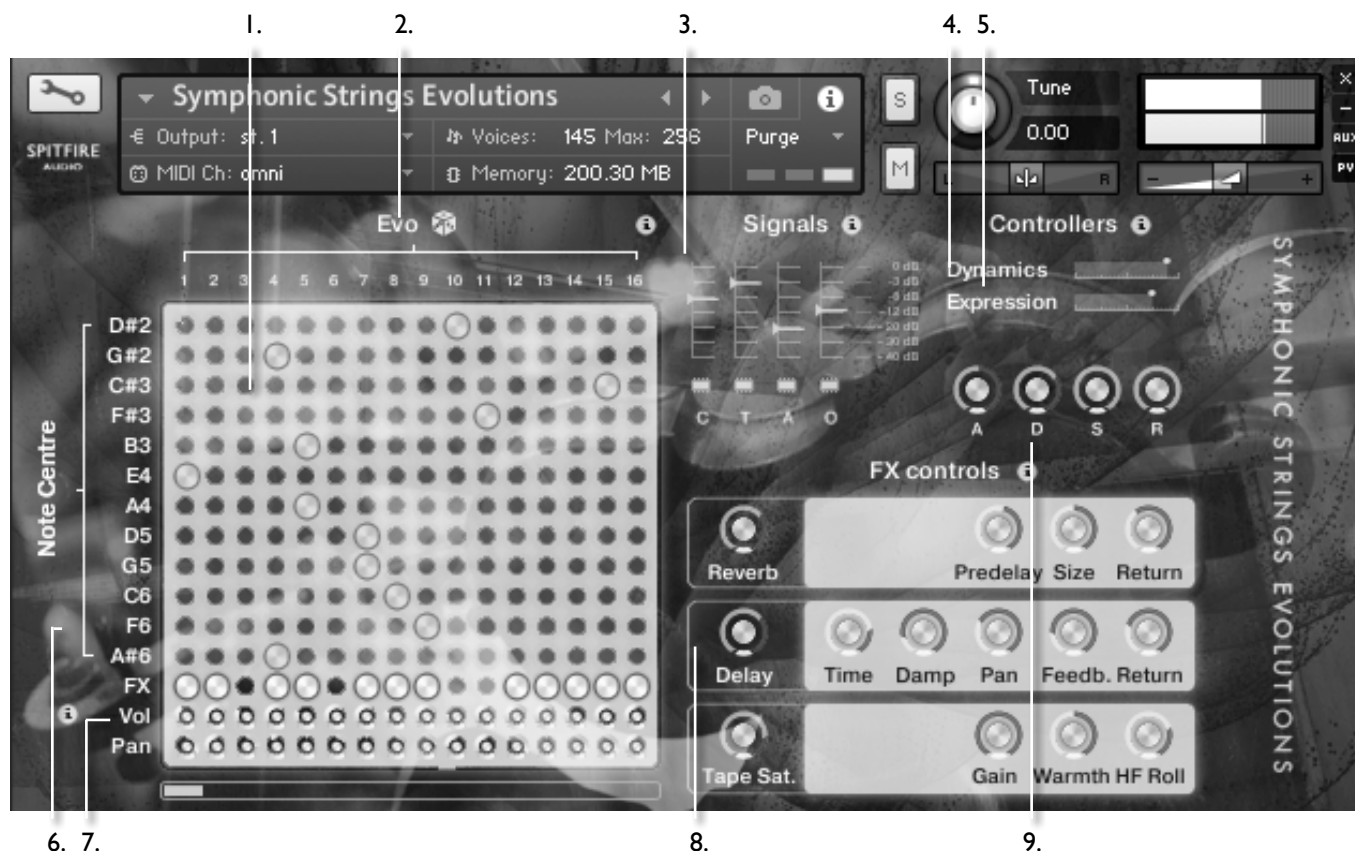 1. 2. 3. 4. 5.
Symphonic Strings Evolutions
i
S
Tune
X
SPITFIRE
AUDIO
Output: st. 1
Voices: 145 Max: 256
Purge
0.00
AUX
MIDI Ch: omni
Memory: 200.30 MB
M
L R
- +
PV
Evo i
Signals i
Controllers i
1 2 3 4 5 6 7 8 9 10 11 12 13 14 15 16
0 dB
-3 dB
-6 dB
-12 dB
-20 dB
-30 dB
-40 dB
Dynamics
Expression
C T A O
A D S R
Note Centre
D#2
G#2
C#3
F#3
B3
E4
A4
D5
G5
C6
F6
A#6
FX
i Vol
Pan
FX controls i
Reverb Predelay Size Return
Delay Time Damp Pan Feedb. Return
Tape Sat. Gain Warmth HF Roll
SYMPHONIC STRINGS EVOLUTIONS
6. 7. 8. 9.